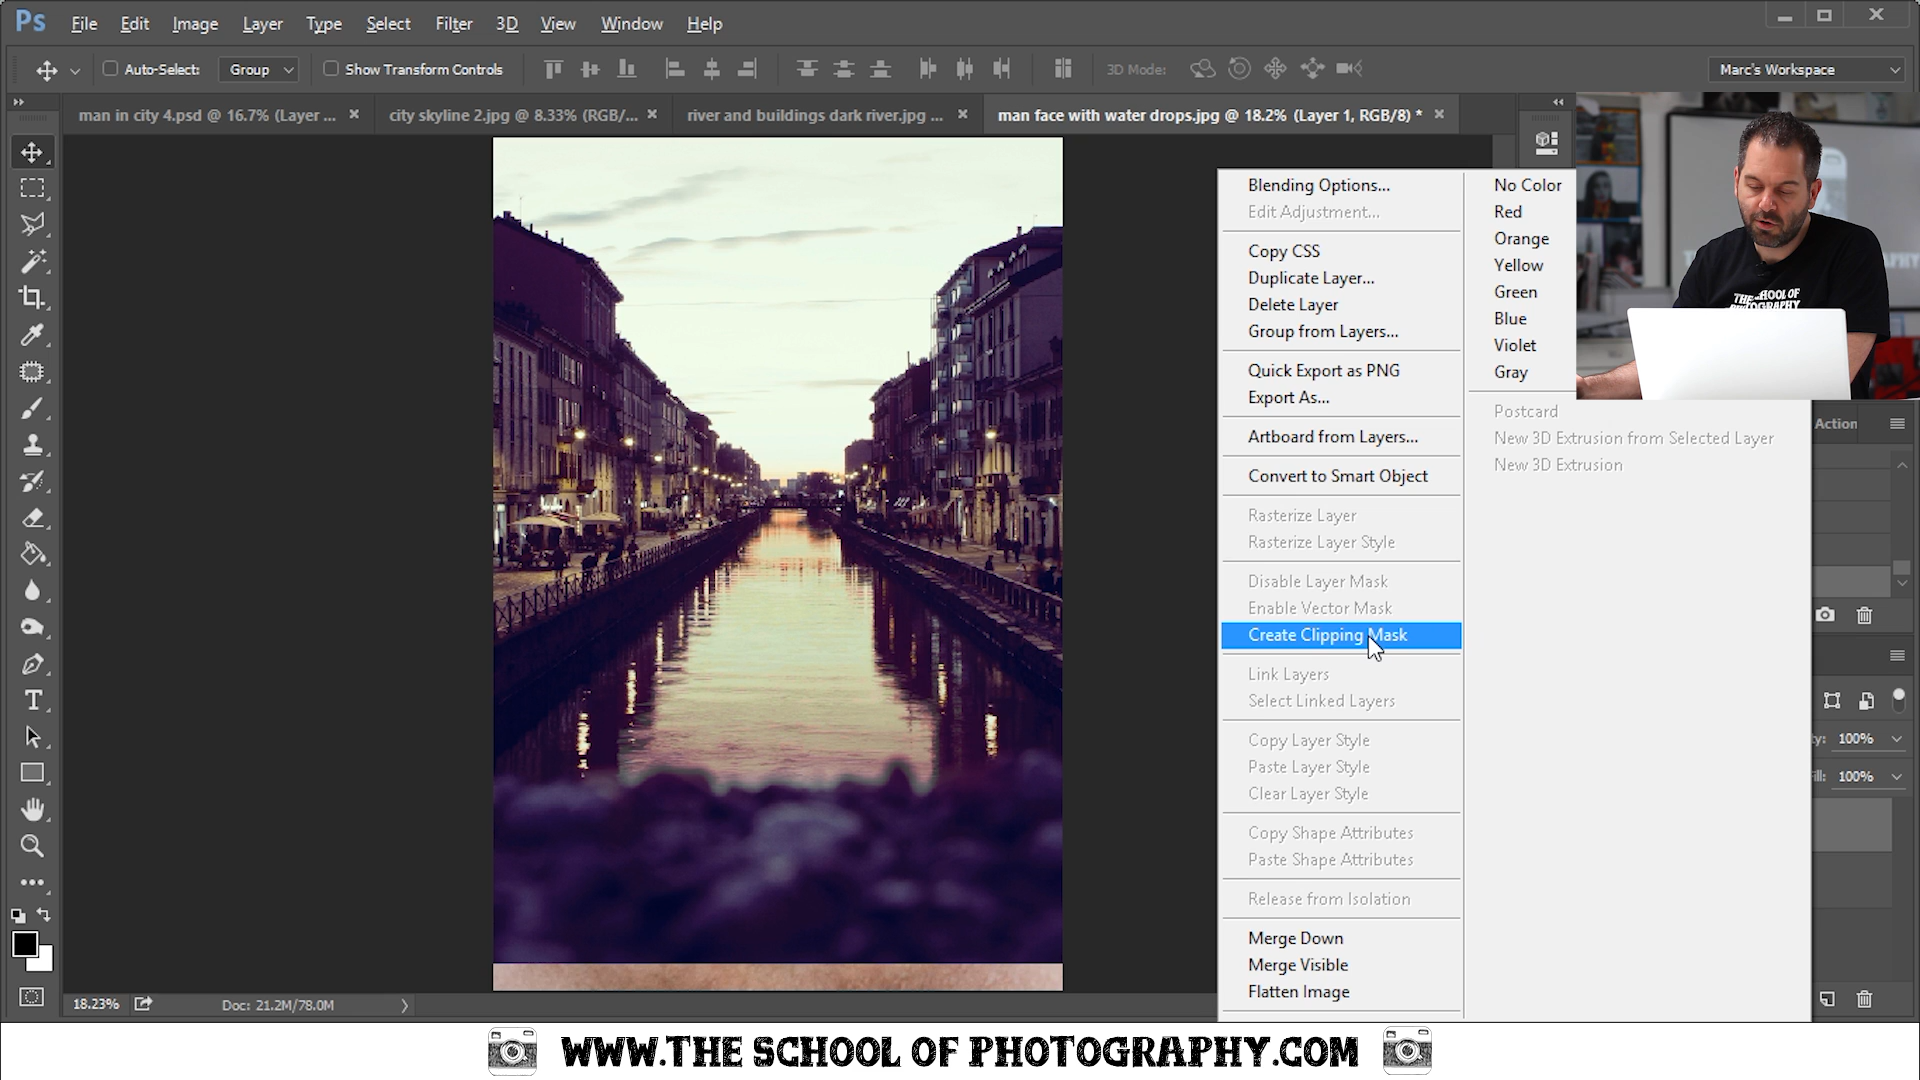 Ps File Edit Image Layer Type Select Filter 3D View Window Help
Auto-Select: Group Show Transform Controls 3D Mode: Marc's Workspace
man in city 4.psd @ 16.7% (Layer ... city skyline 2.jpg @ 8.33% (RGB/... river and buildings dark river.jpg ... man face with water drops.jpg @ 18.2% (Layer 1, RGB/8) *
Blending Options...
Edit Adjustment...
Copy CSS
Duplicate Layer...
Delete Layer
Group from Layers...
Quick Export as PNG
Export As...
Artboard from Layers...
Convert to Smart Object
Rasterize Layer
Rasterize Layer Style
Disable Layer Mask
Enable Vector Mask
Create Clipping Mask
Link Layers
Select Linked Layers
Copy Layer Style
Paste Layer Style
Clear Layer Style
Copy Shape Attributes
Paste Shape Attributes
Release from Isolation
Merge Down
Merge Visible
Flatten Image
No Color
Red
Orange
Yellow
Green
Blue
Violet
Gray
Postcard
New 3D Extrusion from Selected Layer
New 3D Extrusion
THE SCHOOL OF
PHOTOGRAPHY
Action
100%
100%
18.23% Doc: 21.2M/78.0M
WWW.THE SCHOOL OF PHOTOGRAPHY.COM